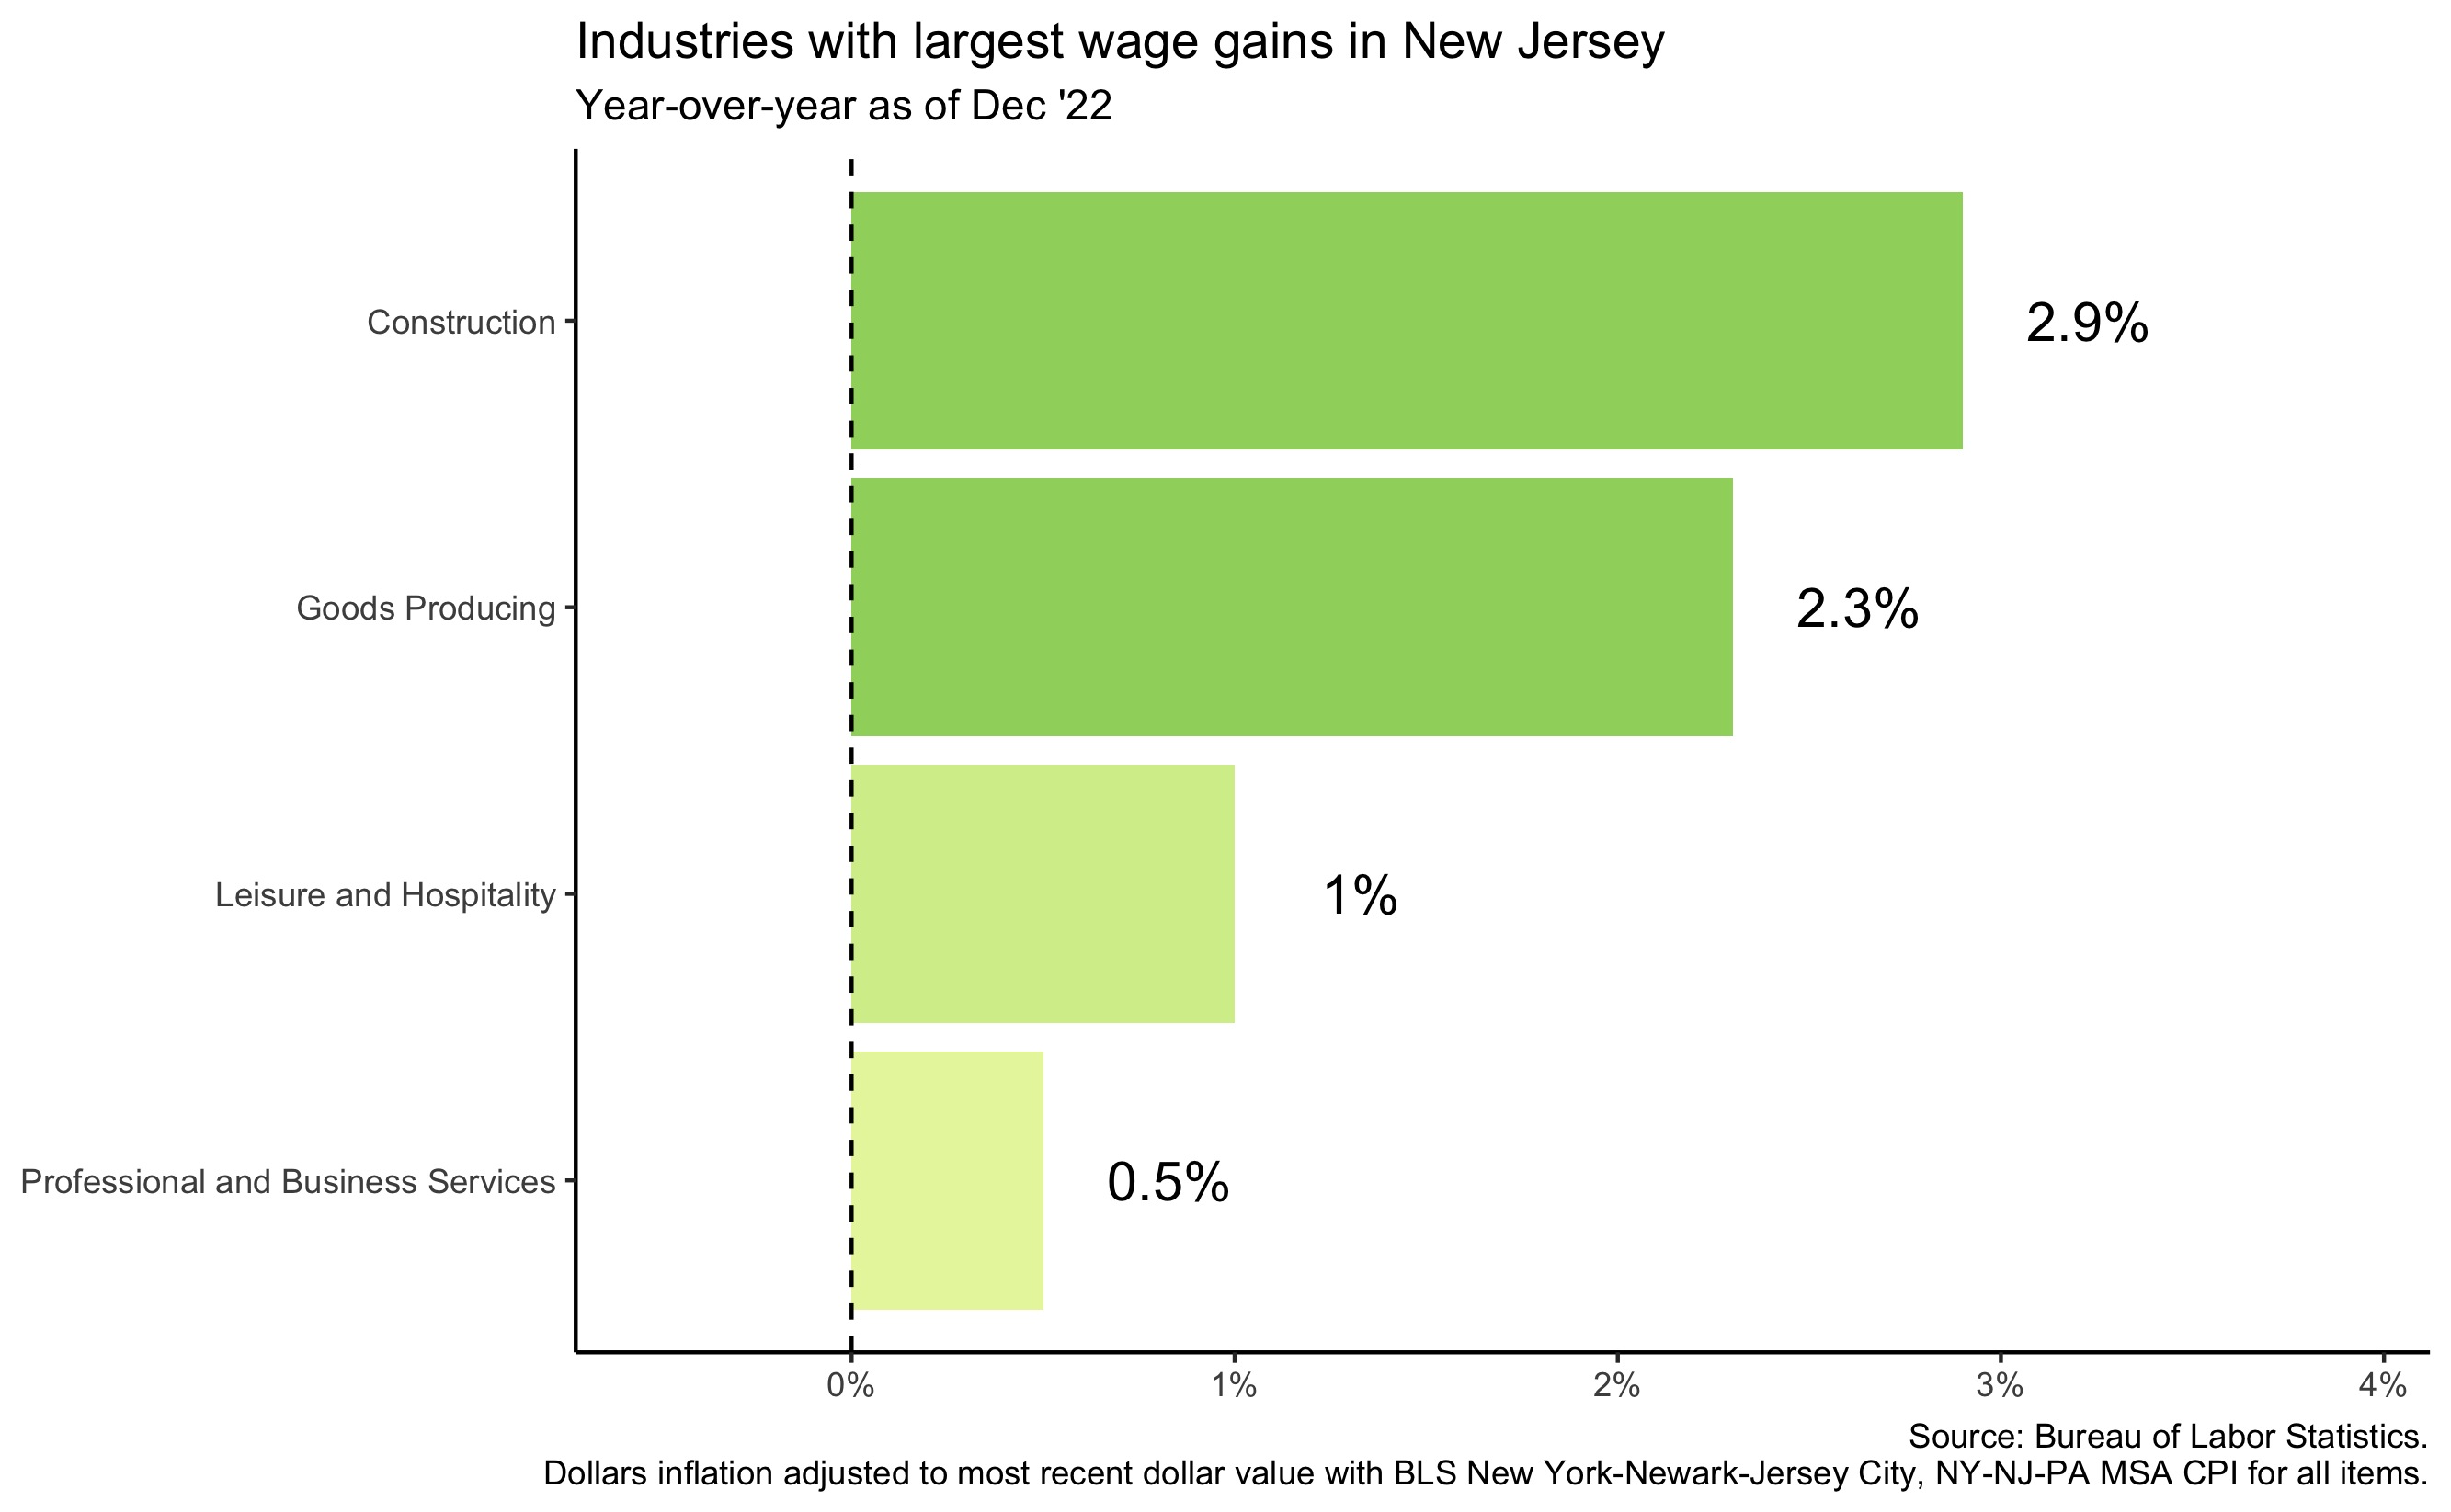 Industries with largest wage gains in New Jersey
Year-over-year as of Dec '22
Construction
2.9%
Goods Producing
2.3%
Leisure and Hospitality
1%
Professional and Business Services
0.5%
0%
1%
2%
3%
4%
Source: Bureau of Labor Statistics.
Dollars inflation adjusted to most recent dollar value with BLS New York-Newark-Jersey City, NY-NJ-PA MSA CPI for all items.